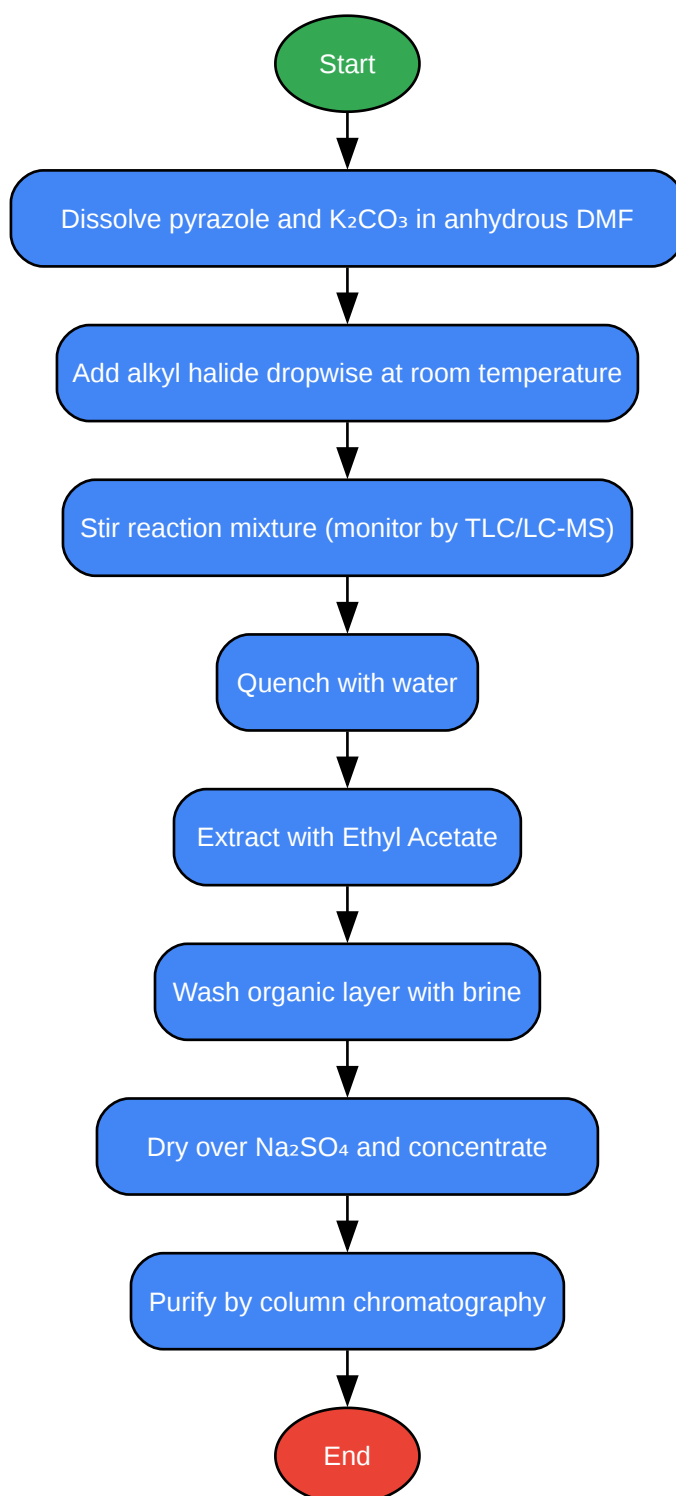 Start
Dissolve pyrazole and K₂CO₃ in anhydrous DMF
Add alkyl halide dropwise at room temperature
Stir reaction mixture (monitor by TLC/LC-MS)
Quench with water
Extract with Ethyl Acetate
Wash organic layer with brine
Dry over Na₂SO₄ and concentrate
Purify by column chromatography
End